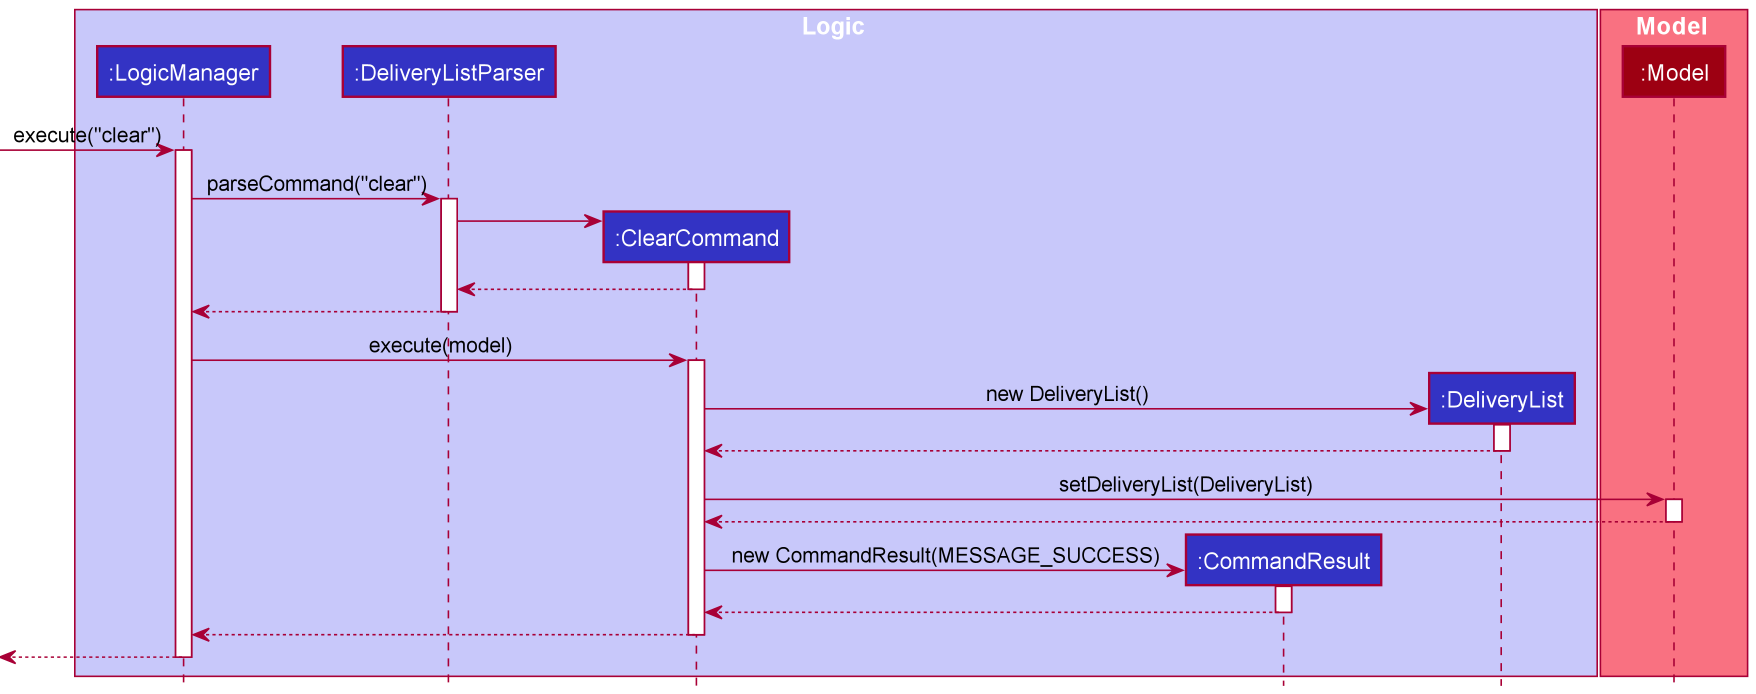 Logic
Model
:LogicManager
:DeliveryListParser
:Model
execute("clear")
parseCommand("clear")
:ClearCommand
execute(model)
new DeliveryList()
:DeliveryList
setDeliveryList(DeliveryList)
new CommandResult(MESSAGE_SUCCESS)
:CommandResult